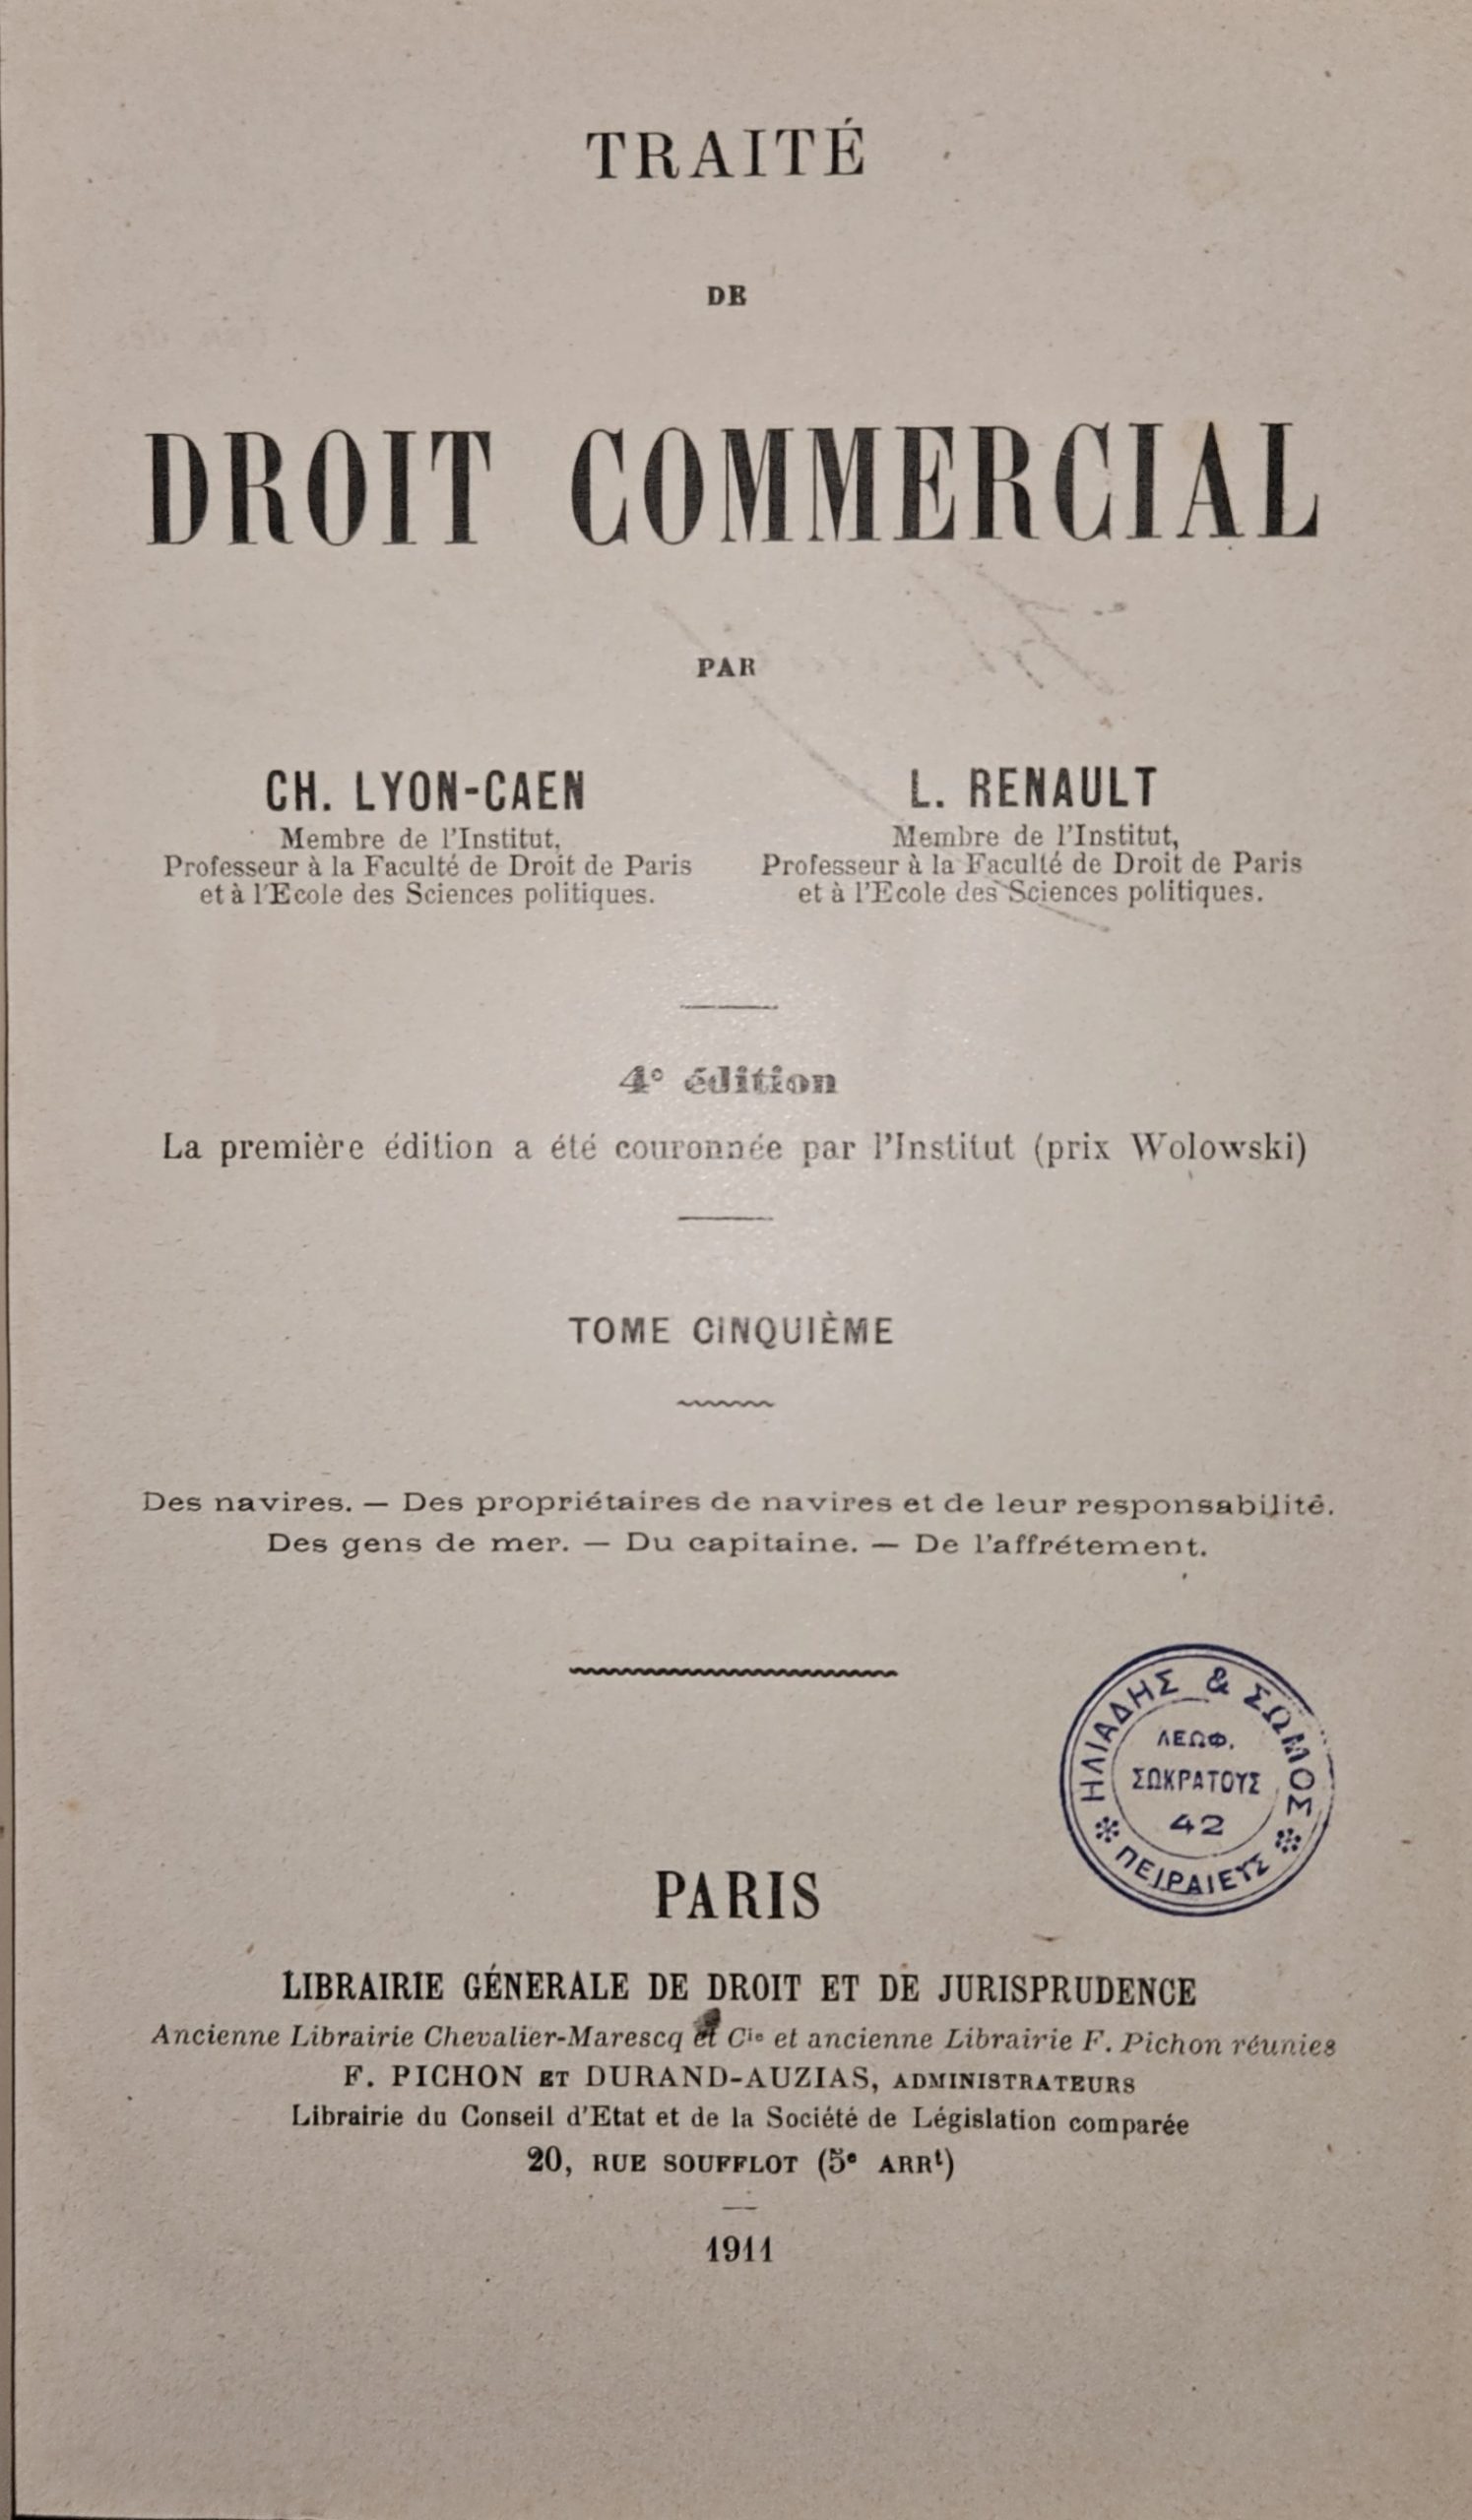 TRAITÉ
DE
DROIT COMMERCIAL
PAR
CH. LYON-CAEN
Membre de l'Institut,
Professeur à la Faculté de Droit de Paris
et à l'Ecole des Sciences politiques.
L. RENAULT
Membre de l'Institut,
Professeur à la Faculté de Droit de Paris
et à l'Ecole des Sciences politiques.
4e édition
La première édition a été couronnée par l'Institut (prix Wolowski)
TOME CINQUIÈME
Des navires. — Des propriétaires de navires et de leur responsabilité.
Des gens de mer. — Du capitaine. — De l'affrétement.
ΗΛΙΑΔΗΣ & ΣΩΜΟΣ
ΛΕΩΦ.
ΣΩΚΡΑΤΟΥΣ
42
ΠΕΙΡΑΙΕΥΣ
PARIS
LIBRAIRIE GÉNERALE DE DROIT ET DE JURISPRUDENCE
Ancienne Librairie Chevalier-Marescq et Cie et ancienne Librairie F. Pichon réunies
F. PICHON ET DURAND-AUZIAS, ADMINISTRATEURS
Librairie du Conseil d'Etat et de la Société de Législation comparée
20, RUE SOUFFLOT (5e ARRt)
1911